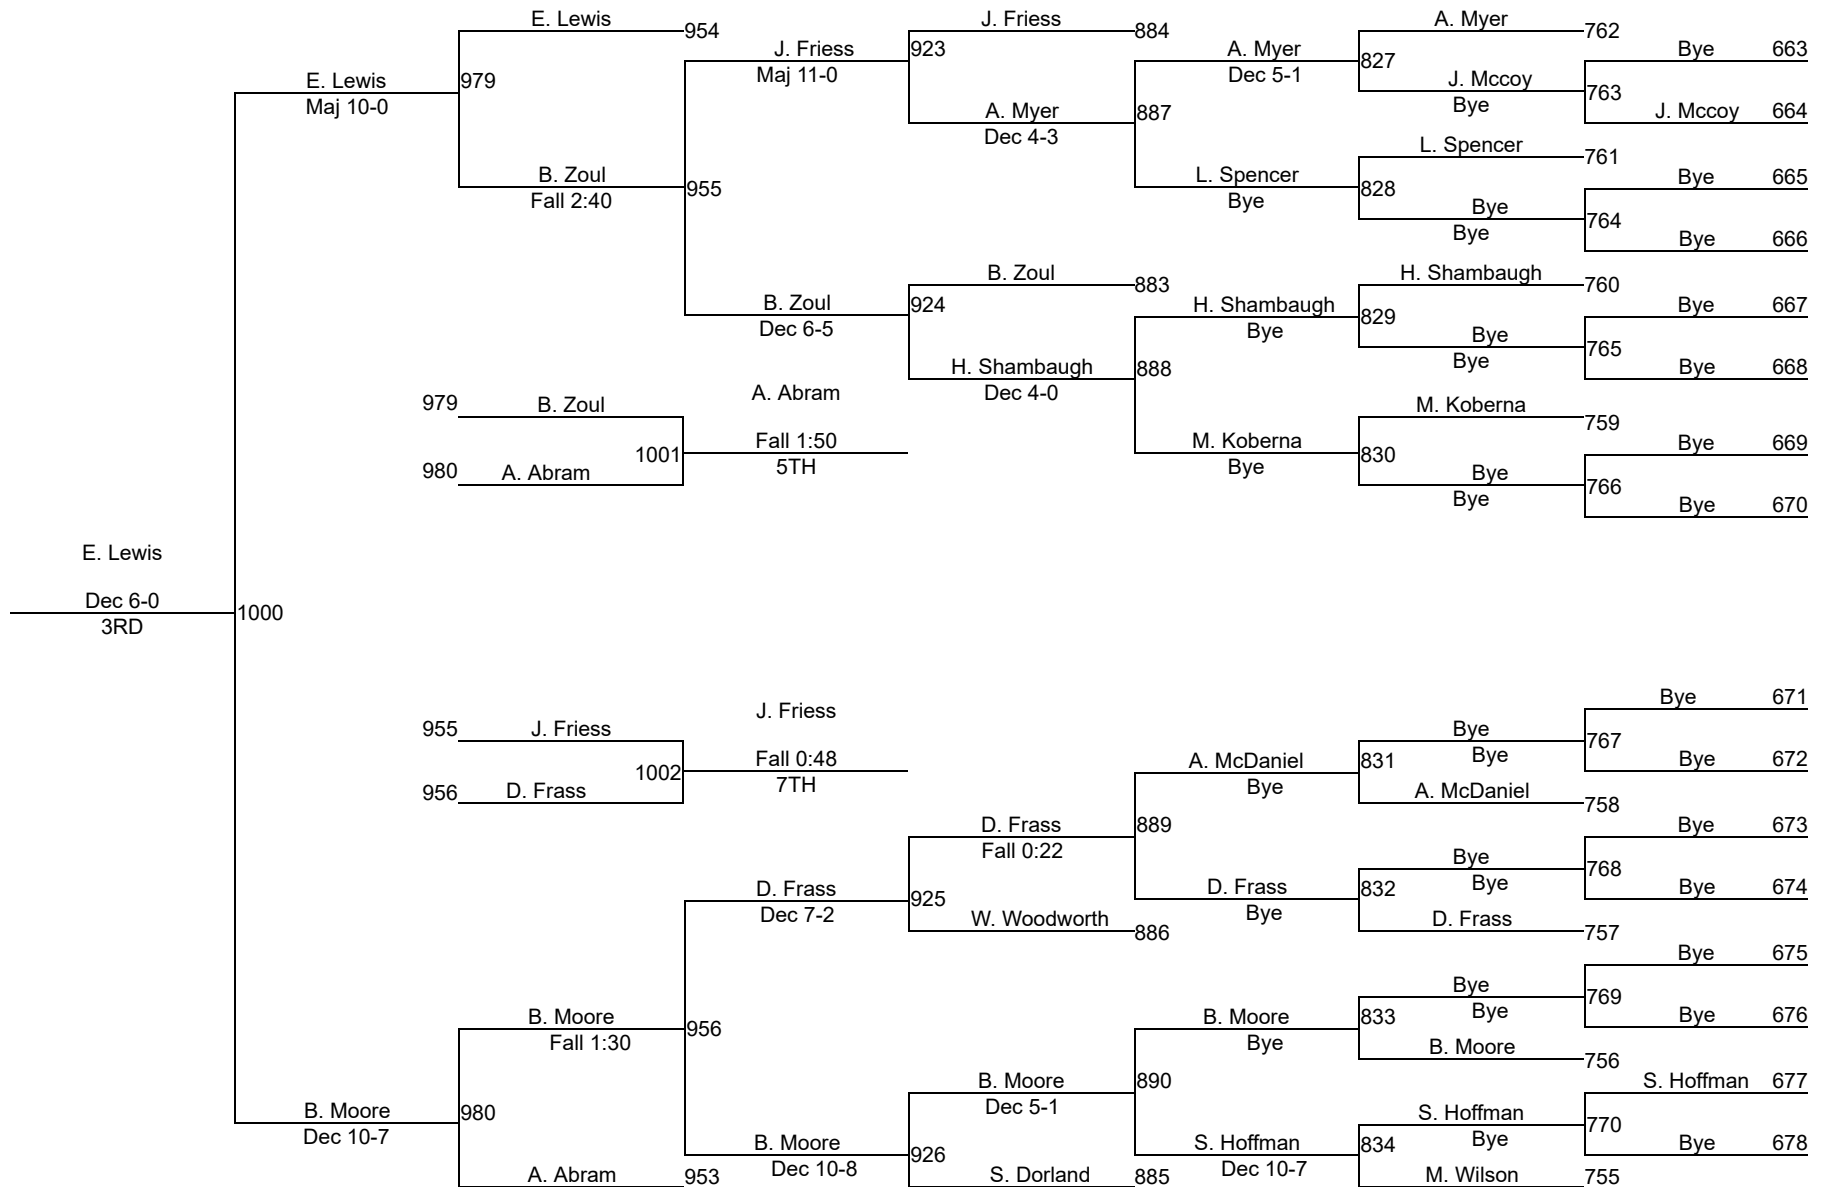 E. Lewis 954 J. Friess 884 A. Myer 762
J. Friess 923 A. Myer Bye 663
Maj 11-0 Dec 5-1 827
E. Lewis 979 J. Mccoy 763
Maj 10-0 Bye
A. Myer 887 J. Mccoy 664
Dec 4-3
L. Spencer 761
B. Zoul L. Spencer Bye 665
Fall 2:40 955 Bye 828
Bye 764
Bye
Bye 666
B. Zoul 883 H. Shambaugh 760
B. Zoul 924 H. Shambaugh Bye 667
Dec 6-5 Bye 829
Bye 765
Bye
H. Shambaugh 888 Bye 668
A. Abram Dec 4-0
979 B. Zoul M. Koberna 759
1001 Fall 1:50 M. Koberna 830 Bye 669
5TH Bye
980 A. Abram Bye 766
Bye
Bye 670
E. Lewis
Dec 6-0
1000
3RD
Bye 671
J. Friess
955 J. Friess Bye 767
Bye
1002 Fall 0:48 A. McDaniel 831 Bye 672
7TH Bye
956 D. Frass A. McDaniel 758
D. Frass 889 Bye 673
Fall 0:22
Bye 768
Bye
D. Frass 925 D. Frass 832 Bye 674
Dec 7-2 Bye
W. Woodworth 886 D. Frass 757
Bye 675
Bye 769
Bye
B. Moore 956 B. Moore 833 Bye 676
Fall 1:30 Bye
B. Moore 756
B. Moore 890 S. Hoffman 677
Dec 5-1
B. Moore 980 S. Hoffman 770
Dec 10-7 Bye
B. Moore 926 S. Hoffman 834 Bye 678
Dec 10-8 Dec 10-7
A. Abram 953 S. Dorland 885 M. Wilson 755